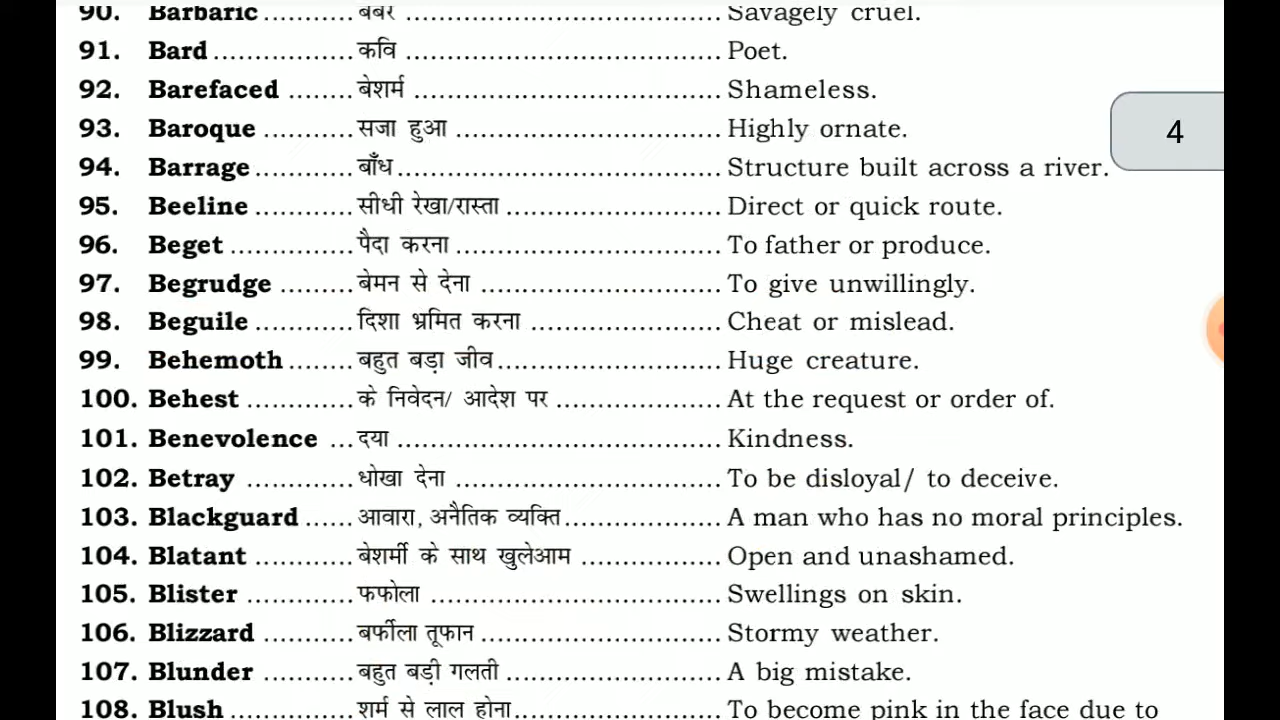 90. Barbaric ............ बर्बर ........................................ Savagely cruel.
91. Bard ................ कवि ........................................ Poet.
92. Barefaced ........ बेशर्म ....................................... Shameless.
93. Baroque ........... सजा हुआ .................................. Highly ornate.
4
94. Barrage ............ बाँध......................................... Structure built across a river.
95. Beeline ............ सीधी रेखा/रास्ता ........................... Direct or quick route.
96. Beget ............... पैदा करना .................................. To father or produce.
97. Begrudge ......... बेमन से देना ............................... To give unwillingly.
98. Beguile ............ दिशा भ्रमित करना ........................ Cheat or mislead.
99. Behemoth ........ बहुत बड़ा जीव............................ Huge creature.
100. Behest ............ के निवेदन/ आदेश पर ..................... At the request or order of.
101. Benevolence ... दया ......................................... Kindness.
102. Betray ............ धोखा देना ................................... To be disloyal/ to deceive.
103. Blackguard ...... आवारा, अनैतिक व्यक्ति.................... A man who has no moral principles.
104. Blatant ........... बेशर्मी के साथ खुलेआम .................. Open and unashamed.
105. Blister ............. फफोला ..................................... Swellings on skin.
106. Blizzard ........... बर्फीला तूफान ............................... Stormy weather.
107. Blunder ........... बहुत बड़ी गलती ........................... A big mistake.
108. Blush .............. शर्म से लाल होना.......................... To become pink in the face due to